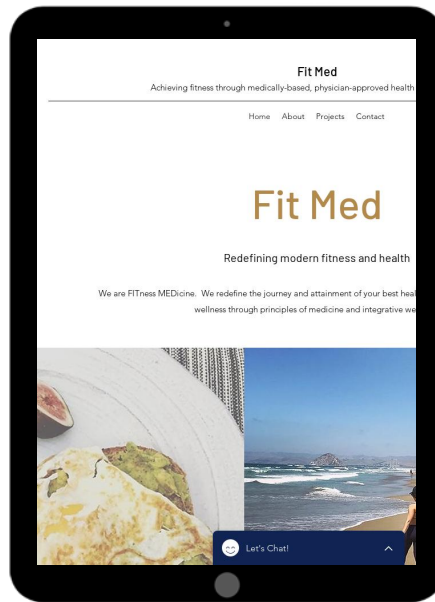 Fit Med
Achieving fitness through medically-based, physician-approved health
Home About Projects Contact
Fit Med
Redefining modern fitness and health
We are FITness MEDicine. We redefine the journey and attainment of your best
wellness through principles of medicine and integrative
Let's Chat!